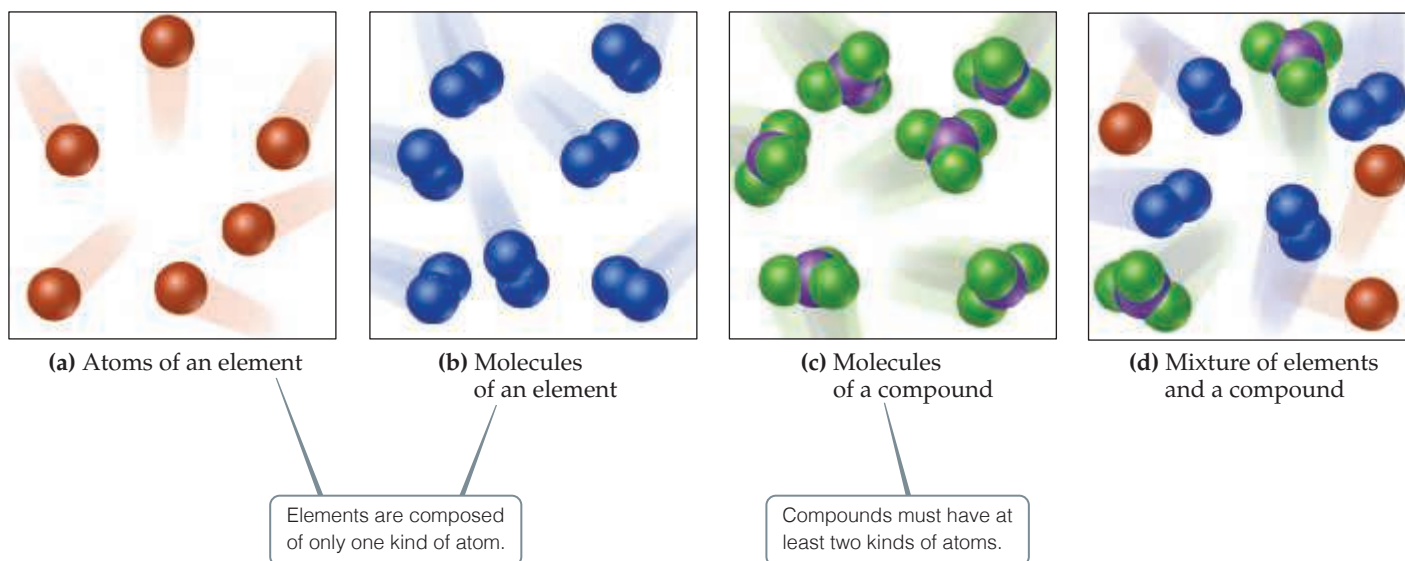 (a) Atoms of an element
(b) Molecules
of an element
(c) Molecules
of a compound
(d) Mixture of elements
and a compound
Elements are composed
of only one kind of atom.
Compounds must have at
least two kinds of atoms.